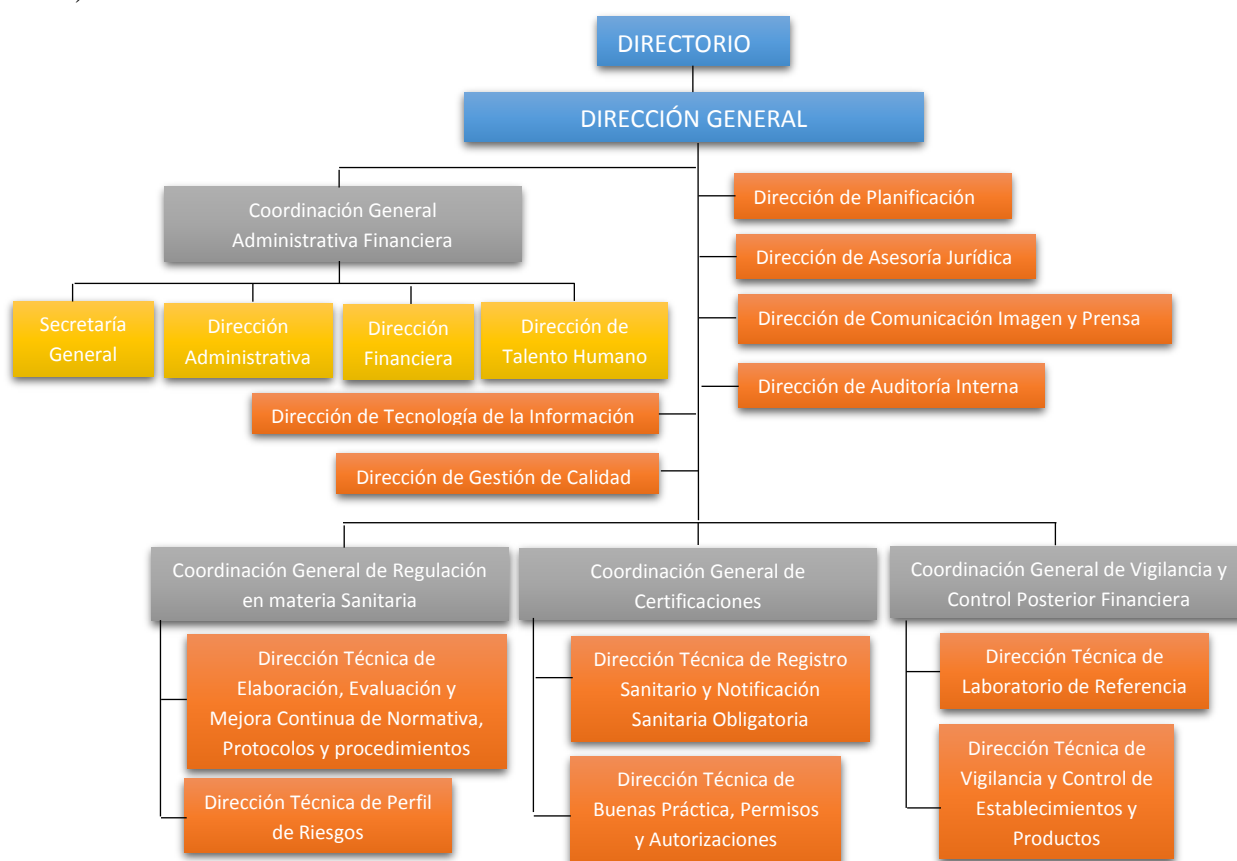 DIRECTORIO
DIRECCIÓN GENERAL
Coordinación General
Administrativa Financiera
Dirección de Planificación
Dirección de Asesoría Jurídica
Dirección de Comunicación Imagen y Prensa
Dirección de Auditoría Interna
Secretaría
General
Dirección
Administrativa
Dirección
Financiera
Dirección de
Talento Humano
Dirección de Tecnología de la Información
Dirección de Gestión de Calidad
Coordinación General de Regulación
en materia Sanitaria
Dirección Técnica de
Elaboración, Evaluación y
Mejora Continua de Normativa,
Protocolos y procedimientos
Dirección Técnica de Perfil
de Riesgos
Coordinación General de
Certificaciones
Dirección Técnica de Registro
Sanitario y Notificación
Sanitaria Obligatoria
Dirección Técnica de
Buenas Práctica, Permisos
y Autorizaciones
Coordinación General de Vigilancia y
Control Posterior Financiera
Dirección Técnica de
Laboratorio de Referencia
Dirección Técnica de
Vigilancia y Control de
Establecimientos y
Productos